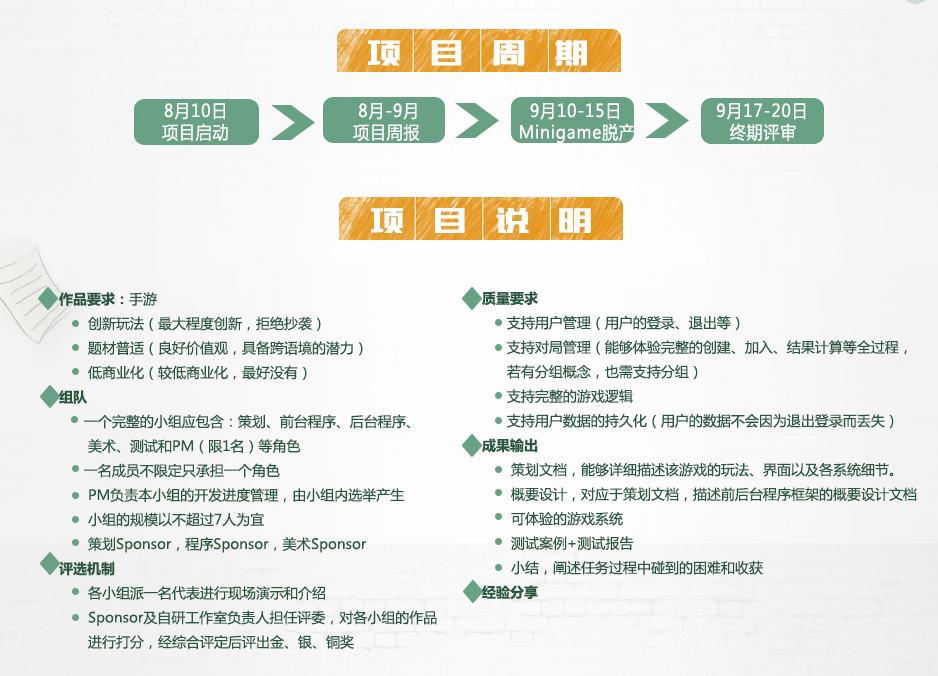 项目周期
8月10日
项目启动
8月-9月
项目周报
9月10-15日
Minigame脱产
9月17-20日
终期评审
项目说明
作品要求：手游
创新玩法（最大程度创新，拒绝抄袭）
题材普适（良好价值观，具备跨语境的潜力）
低商业化（较低商业化，最好没有）
组队
一个完整的小组应包含：策划、前台程序、后台程序、
美术、测试和PM（限1名）等角色
一名成员不限定只承担一个角色
PM负责本小组的开发进度管理，由小组内选举产生
小组的规模以不超过7人为宜
策划Sponsor，程序Sponsor，美术Sponsor
评选机制
各小组派一名代表进行现场演示和介绍
Sponsor及自研工作室负责人担任评委，对各小组的作品
进行打分，经综合评定后评出金、银、铜奖
质量要求
支持用户管理（用户的登录、退出等）
支持对局管理（能够体验完整的创建、加入、结果计算等全过程，
若有分组概念，也需支持分组）
支持完整的游戏逻辑
支持用户数据的持久化（用户的数据不会因为退出登录而丢失）
成果输出
策划文档，能够详细描述该游戏的玩法、界面以及各系统细节。
概要设计，对应于策划文档，描述前后台程序框架的概要设计文档
可体验的游戏系统
测试案例+测试报告
小结，阐述任务过程中碰到的困难和收获
经验分享